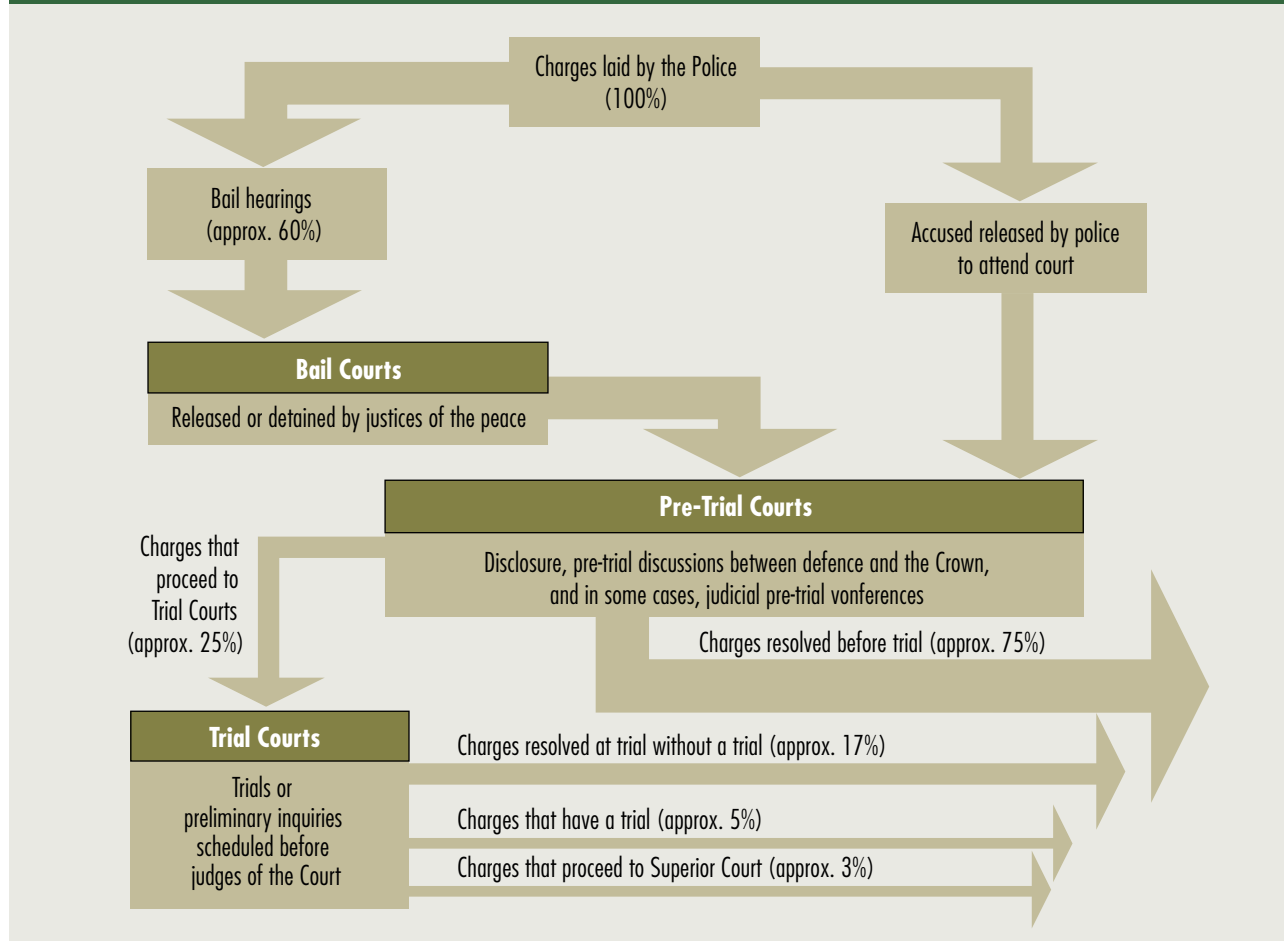 Charges laid by the Police
(100%)
Bail hearings
(approx. 60%)
Accused released by police
to attend court
Bail Courts
Released or detained by justices of the peace
Pre-Trial Courts
Disclosure, pre-trial discussions between defence and the Crown,
and in some cases, judicial pre-trial vonferences
Charges that
proceed to
Trial Courts
(approx. 25%)
Charges resolved before trial (approx. 75%)
Trial Courts
Trials or
preliminary inquiries
scheduled before
judges of the Court
Charges resolved at trial without a trial (approx. 17%)
Charges that have a trial (approx. 5%)
Charges that proceed to Superior Court (approx. 3%)